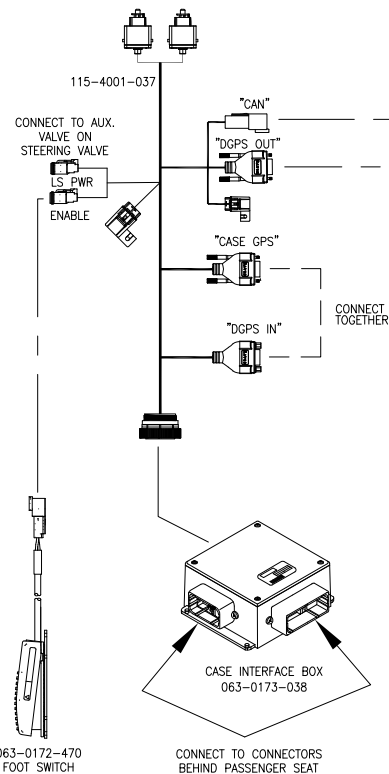 115-4001-037
"CAN"
CONNECT TO AUX.
VALVE ON
STEERING VALVE
"DGPS OUT"
LS PWR
ENABLE
"CASE GPS"
CONNECT
TOGETHER
"DGPS IN"
CASE INTERFACE BOX
063-0173-038
063-0172-470
FOOT SWITCH
CONNECT TO CONNECTORS
BEHIND PASSENGER SEAT